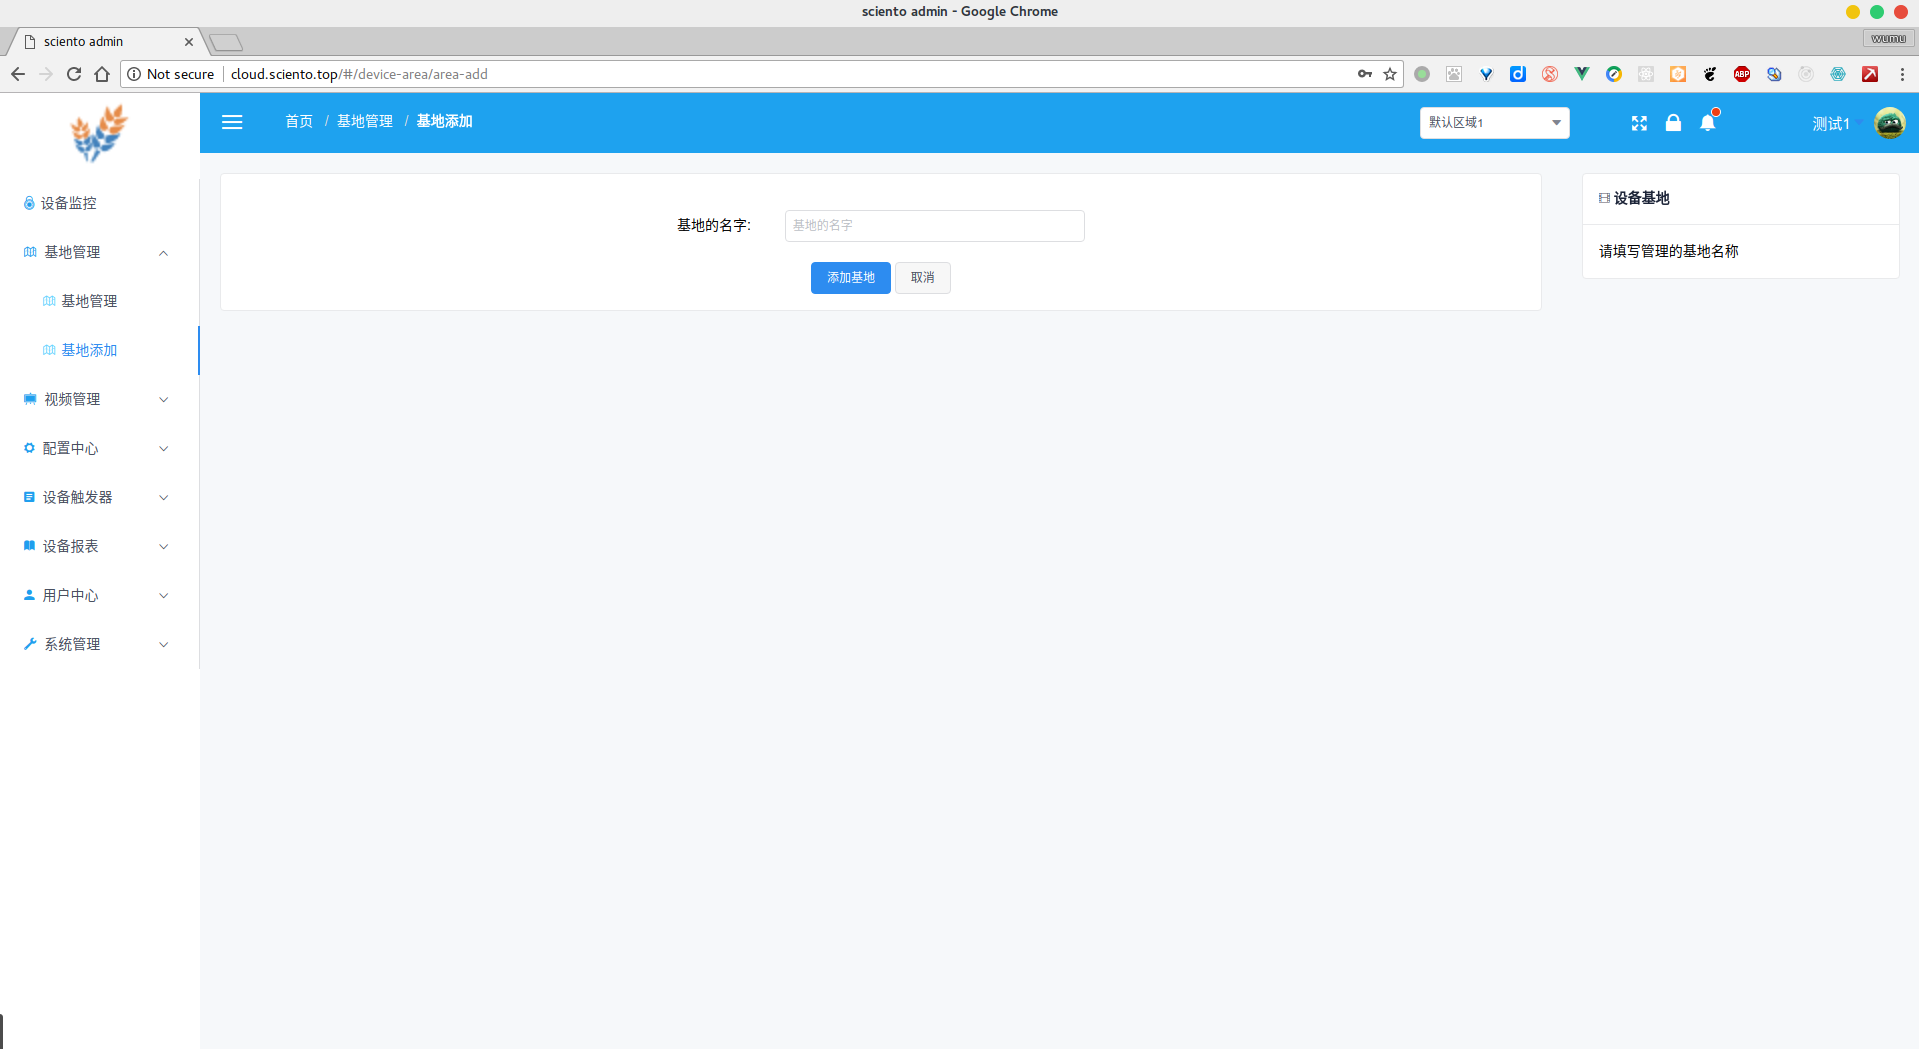 sciento admin - Google Chrome
sciento admin
wumu
Not secure cloud.sciento.top/#/device-area/area-add
ABP
首页 / 基地管理 / 基地添加
默认区域1
测试1
设备监控
基地管理
基地管理
基地添加
视频管理
配置中心
设备触发器
设备报表
用户中心
系统管理
基地的名字: 基地的名字
添加基地 取消
设备基地
请填写管理的基地名称